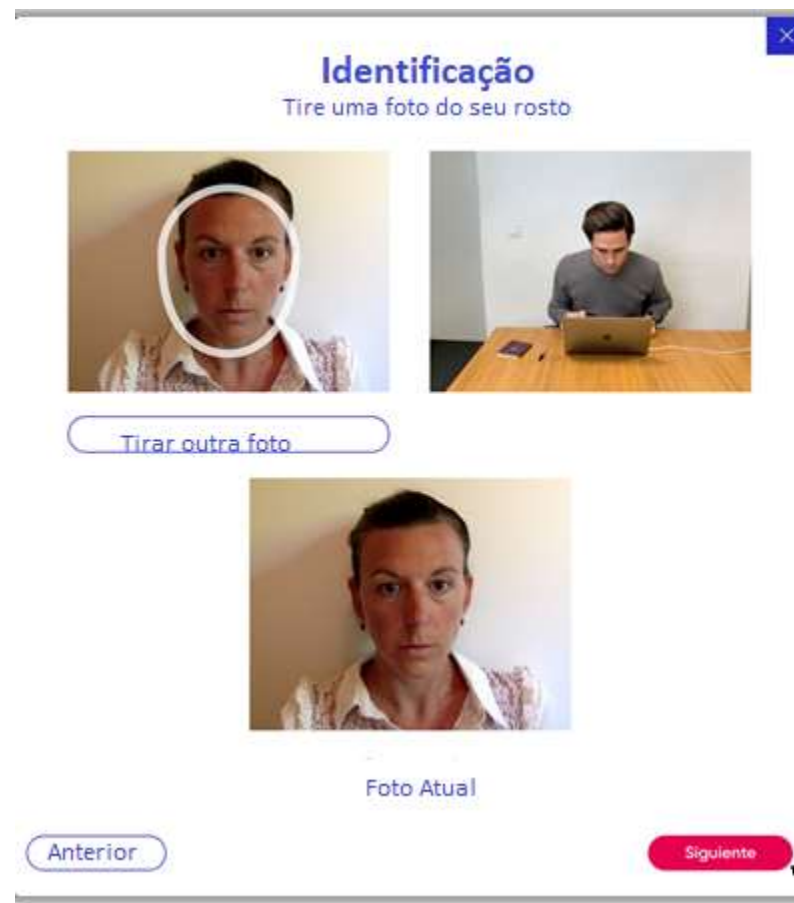 Identificação
Tire uma foto do seu rosto
Tirar outra foto
Foto Atual
Anterior
Siguiente